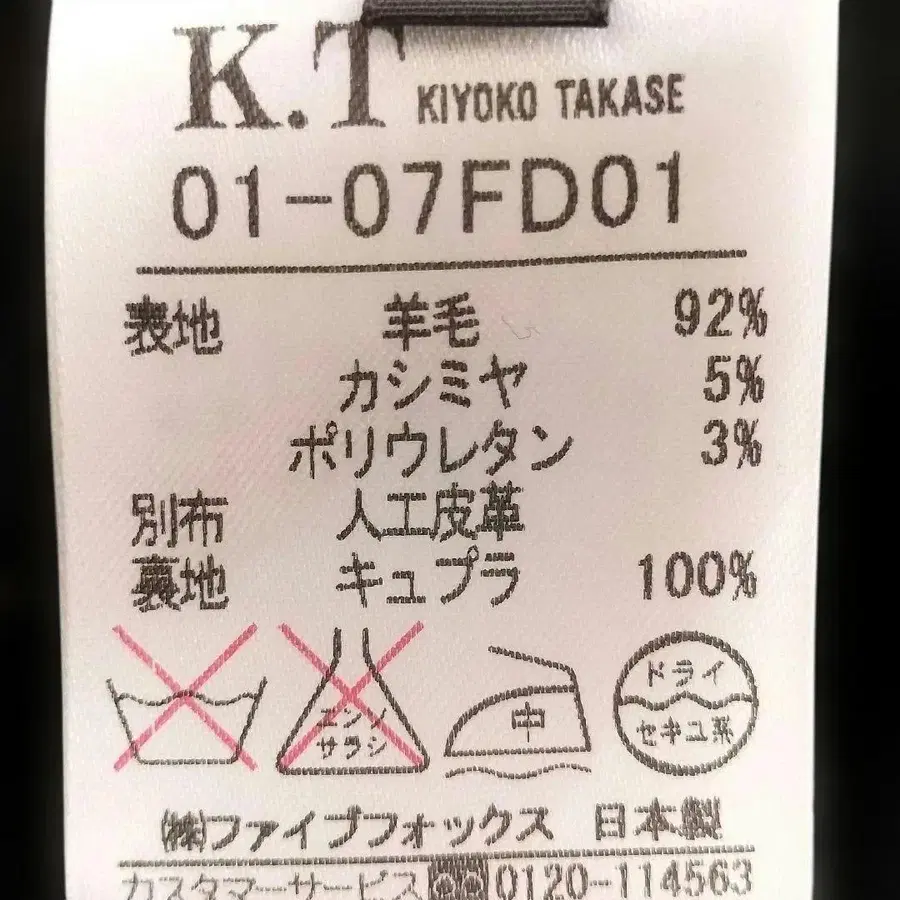 K.T KIYOKO TAKASE
01-07FD01
表地 羊毛 92%
カシミヤ 5%
ポリウレタン 3%
別布 人工皮革
裏地 キュプラ 100%
エンソ
サラシ
中
ドライ
セキユ系
㈱ファイブフォックス 日本製
カスタマーサービス 0120-114563